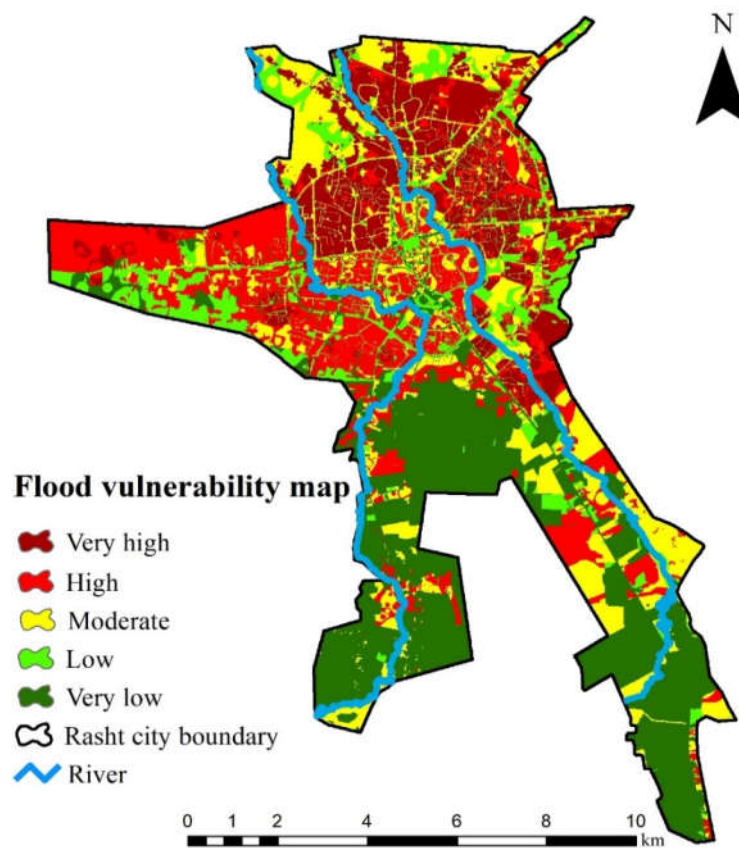 N
Flood vulnerability map
Very high
High
Moderate
Low
Very low
Rasht city boundary
River
0 1 2 4 6 8 10
km